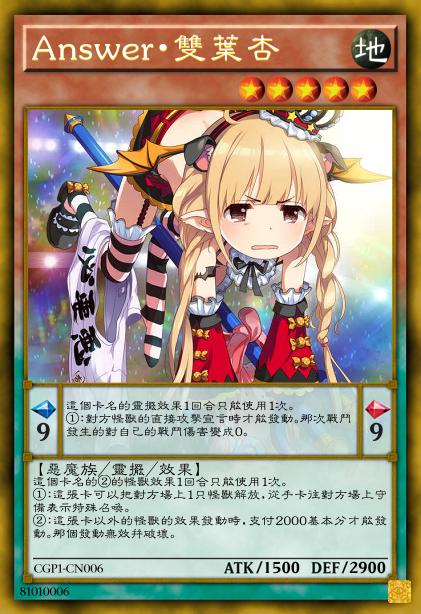 Answer・雙葉杏
地
這個卡名的靈擺效果1回合只能使用1次。
①:對方怪獸的直接攻擊宣言時才能發動。那次戰鬥
發生的對自己的戰鬥傷害變成0。
9
9
【惡魔族／靈擺／效果】
這個卡名的②的怪獸效果1回合只能使用1次。
①:這張卡可以把對方場上1只怪獸解放,從手卡往對方場上守
備表示特殊召喚。
②:這張卡以外的怪獸的效果發動時,支付2000基本分才能發
動。那個發動無效并破壞。
CGP1-CN006
ATK/1500 DEF/2900
81010006